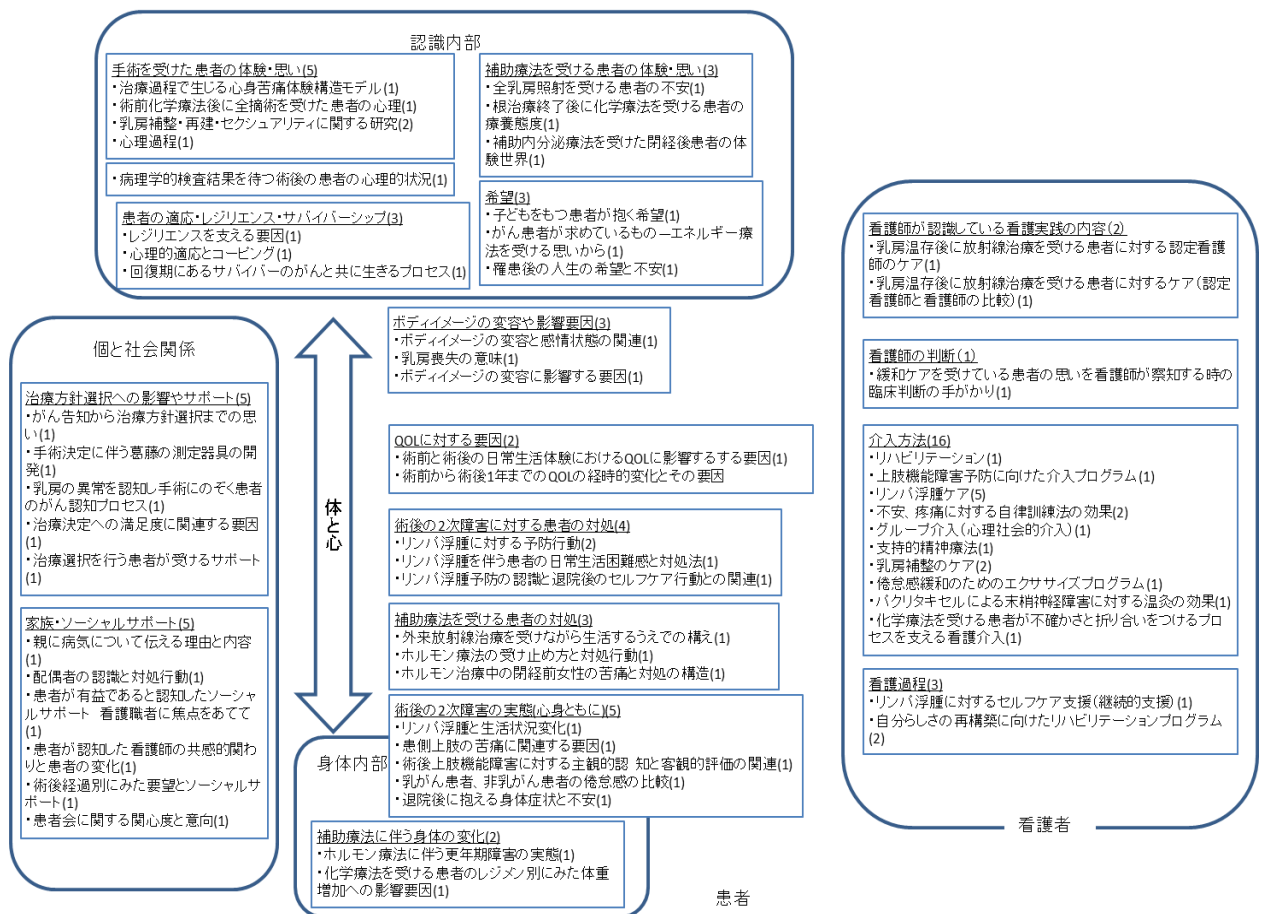 認識内部
手術を受けた患者の体験・思い(5)
・治療過程で生じる心身苦痛体験構造モデル(1)
・術前化学療法後に全摘術を受けた患者の心理(1)
・乳房補整・再建・セクシュアリティに関する研究(2)
・心理過程(1)
・病理学的検査結果を待つ術後の患者の心理的状況(1)
患者の適応・レジリエンス・サバイバーシップ(3)
・レジリエンスを支える要因(1)
・心理的適応とコーピング(1)
・回復期にあるサバイバーのがんと共に生きるプロセス(1)
補助療法を受ける患者の体験・思い(3)
・全乳房照射を受ける患者の不安(1)
・根治療終了後に化学療法を受ける患者の
療養態度(1)
・補助内分泌療法を受けた閉経後患者の体
験世界(1)
希望(3)
・子どもをもつ患者が抱く希望(1)
・がん患者が求めているもの―エネルギー療
法を受ける思いから(1)
・罹患後の人生の希望と不安(1)
個と社会関係
治療方針選択への影響やサポート(5)
・がん告知から治療方針選択までの思
い(1)
・手術決定に伴う葛藤の測定器具の開
発(1)
・乳房の異常を認知し手術にのぞく患者
のがん認知プロセス(1)
・治療決定への満足度に関連する要因
(1)
・治療選択を行う患者が受けるサポート
(1)
家族・ソーシャルサポート(5)
・親に病気について伝える理由と内容
(1)
・配偶者の認識と対処行動(1)
・患者が有益であると認知したソーシャ
ルサポート 看護職者に焦点をあてて
(1)
・患者が認知した看護師の共感的関わ
りと患者の変化(1)
・術後経過別にみた要望とソーシャルサ
ポート(1)
・患者会に関する関心度と意向(1)
体と心
ボディイメージの変容や影響要因(3)
・ボディイメージの変容と感情状態の関連(1)
・乳房喪失の意味(1)
・ボディイメージの変容に影響する要因(1)
QOLに対する要因(2)
・術前と術後の日常生活体験におけるQOLに影響するする要因(1)
・術前から術後1年までのQOLの経時的変化とその要因
術後の2次障害に対する患者の対処(4)
・リンパ浮腫に対する予防行動(2)
・リンパ浮腫を伴う患者の日常生活困難感と対処法(1)
・リンパ浮腫予防の認識と退院後のセルフケア行動との関連(1)
補助療法を受ける患者の対処(3)
・外来放射線治療を受けながら生活するうえでの構え(1)
・ホルモン療法の受け止め方と対処行動(1)
・ホルモン治療中の閉経前女性の苦痛と対処の構造(1)
術後の2次障害の実態(心身ともに)(5)
・リンパ浮腫と生活状況変化(1)
・患側上肢の苦痛に関連する要因(1)
・術後上肢機能障害に対する主観的認 知と客観的評価の関連(1)
・乳がん患者、非乳がん患者の倦怠感の比較(1)
・退院後に抱える身体症状と不安(1)
身体内部
補助療法に伴う身体の変化(2)
・ホルモン療法に伴う更年期障害の実態(1)
・化学療法を受ける患者のレジメン別にみた体重
増加への影響要因(1)
患者
看護師が認識している看護実践の内容(2)
・乳房温存後に放射線治療を受ける患者に対する認定看護
師のケア(1)
・乳房温存後に放射線治療を受ける患者に対するケア(認定
看護師と看護師の比較)(1)
看護師の判断(1)
・緩和ケアを受けている患者の思いを看護師が察知する時の
臨床判断の手がかり(1)
介入方法(16)
・リハビリテーション(1)
・上肢機能障害予防に向けた介入プログラム(1)
・リンパ浮腫ケア(5)
・不安、疼痛に対する自律訓練法の効果(2)
・グループ介入(心理社会的介入)(1)
・支持的精神療法(1)
・乳房補整のケア(2)
・倦怠感緩和のためのエクササイズプログラム(1)
・パクリタキセルによる末梢神経障害に対する温灸の効果(1)
・化学療法を受ける患者が不確かさと折り合いをつけるプロ
セスを支える看護介入(1)
看護過程(3)
・リンパ浮腫に対するセルフケア支援(継続的支援)(1)
・自分らしさの再構築に向けたリハビリテーションプログラム
(2)
看護者